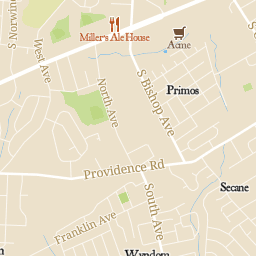 S Norwin
West Ave
Miller's Ale House
Acme
North Ave
S Bishop Ave
Primos
Providence Rd
Secane
South Ave
Franklin Ave
Wyndom